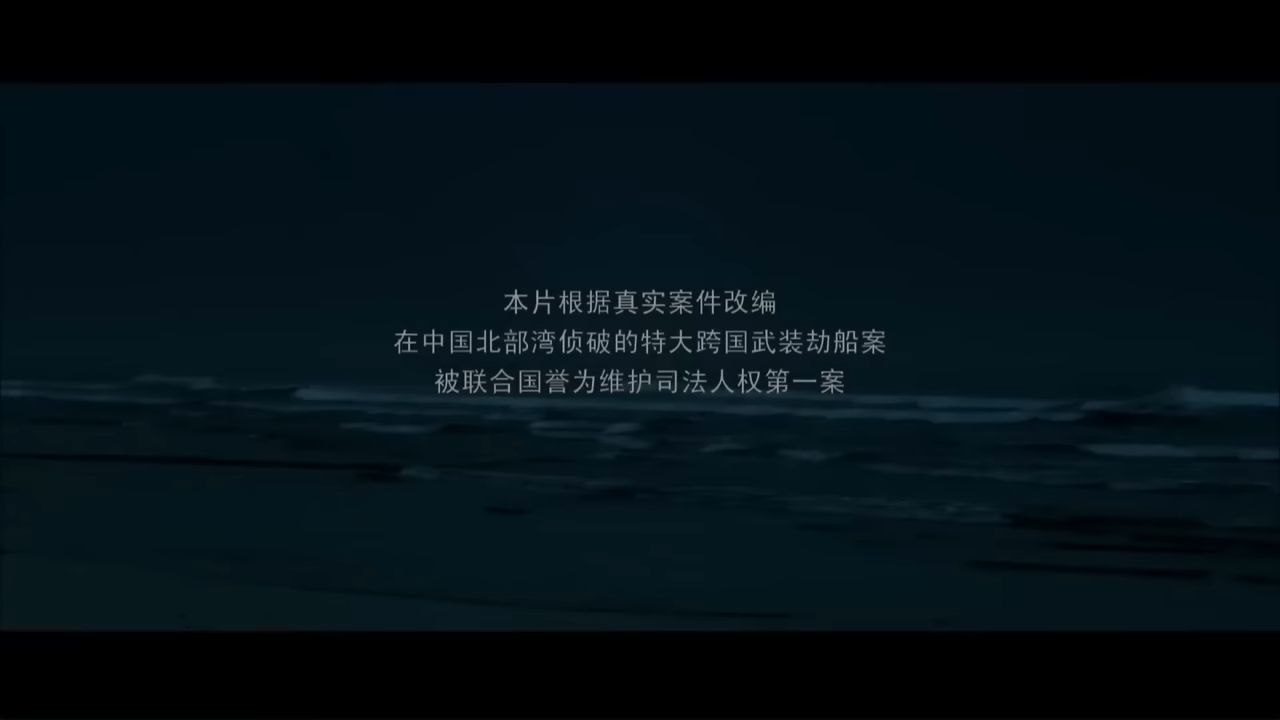 本片根据真实案件改编
在中国北部湾侦破的特大跨国武装劫船案
被联合国誉为维护司法人权第一案